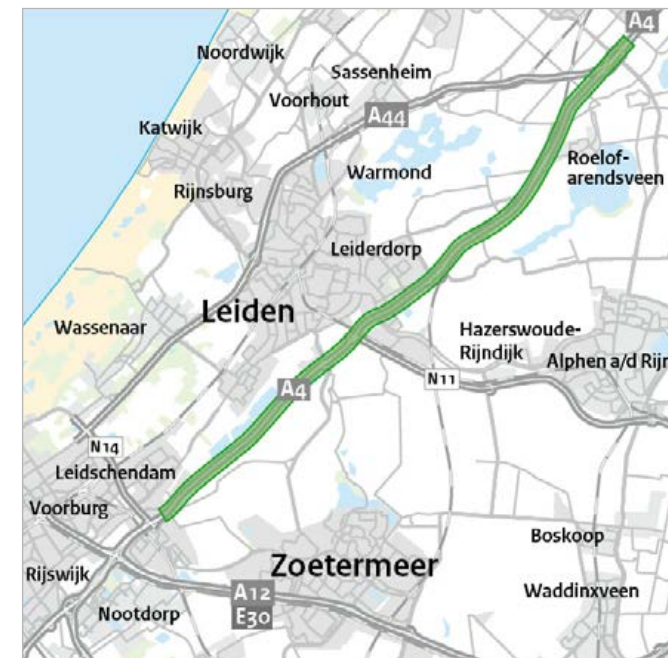 A4
Noordwijk
Sassenheim
Voorhout
A44
Katwijk
Roelof-
arendsveen
Warmond
Rijnsburg
Leiderdorp
Leiden
Wassenaar
Hazerswoude-
Rijndijk
Alphen a/d Rijn
N11
A4
N14
Leidschendam
Voorburg
Boskoop
Zoetermeer
Rijswijk
A12
E30
Waddinxveen
Nootdorp